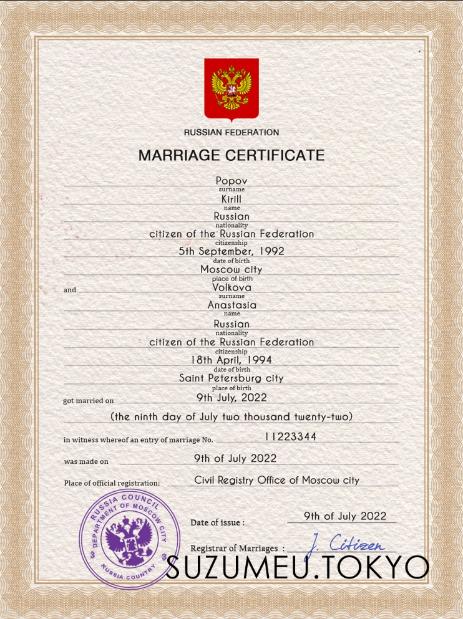 RUSSIAN FEDERATION
MARRIAGE CERTIFICATE
Popov
surname
Kirill
name
Russian
nationality
citizen of the Russian Federation
citizenship
5th September, 1992
date of birth
Moscow city
place of birth
and Volkova
surname
Anastasia
name
Russian
nationality
citizen of the Russian Federation
citizenship
18th April, 1994
date of birth
Saint Petersburg city
place of birth
got married on 9th July, 2022
(the ninth day of July two thousand twenty-two)
in witness whereof an entry of marriage No. 11223344
was made on 9th of July 2022
Place of official registration: Civil Registry Office of Moscow city
RUSSIA COUNCIL
DEPARTMENT OF MOSCOW CITY
RUSSIA COUNTRY
Date of issue : 9th of July 2022
Registrar of Marriages : J. Citizen
SUZUMEU.TOKYO